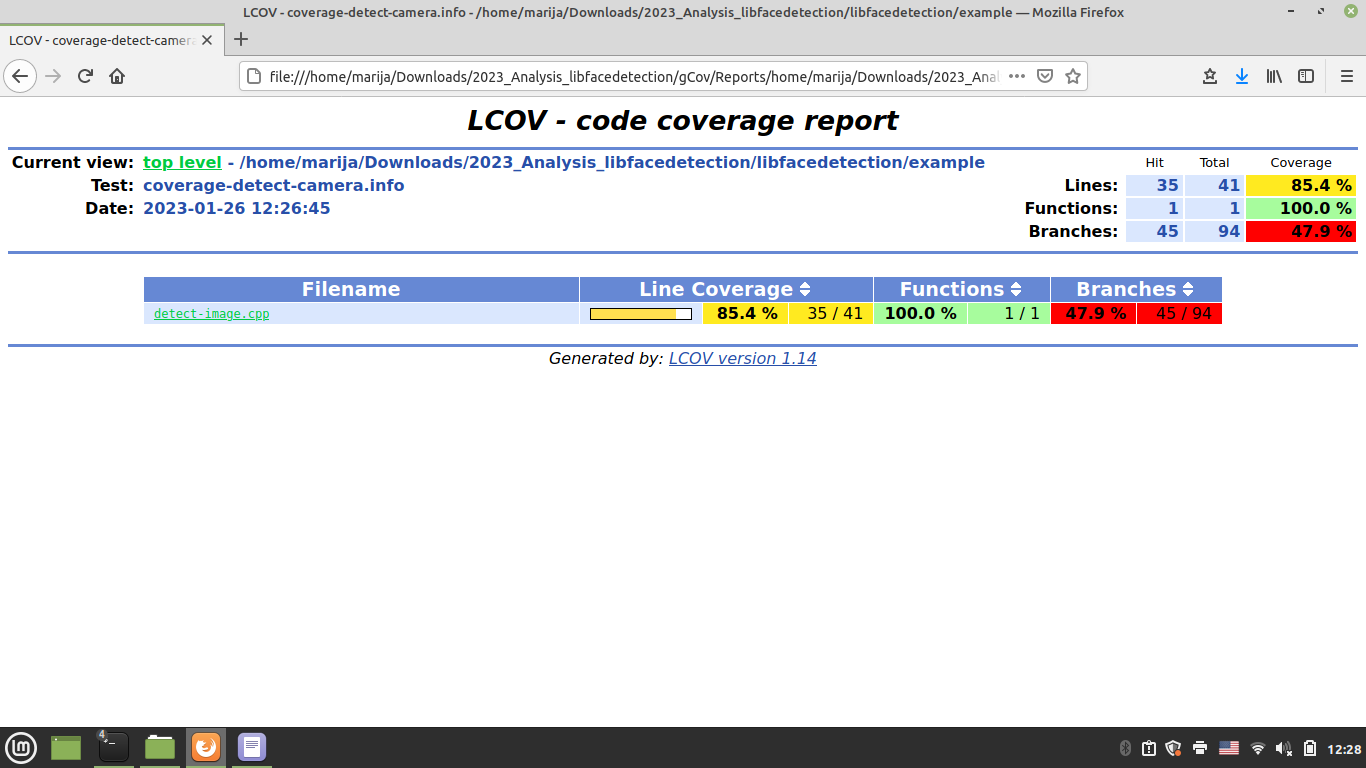 LCOV - coverage-detect-camera.info - /home/marija/Downloads/2023_Analysis_libfacedetection/libfacedetection/example — Mozilla Firefox
LCOV - coverage-detect-camera
file:///home/marija/Downloads/2023_Analysis_libfacedetection/gCov/Reports/home/marija/Downloads/2023_Anal
LCOV - code coverage report
Current view: top level - /home/marija/Downloads/2023_Analysis_libfacedetection/libfacedetection/example Hit Total Coverage
Test: coverage-detect-camera.info Lines: 35 41 85.4 %
Date: 2023-01-26 12:26:45 Functions: 1 1 100.0 %
Branches: 45 94 47.9 %
Filename Line Coverage Functions Branches
detect-image.cpp 85.4 % 35 / 41 100.0 % 1 / 1 47.9 % 45 / 94
Generated by: LCOV version 1.14
4
12:28